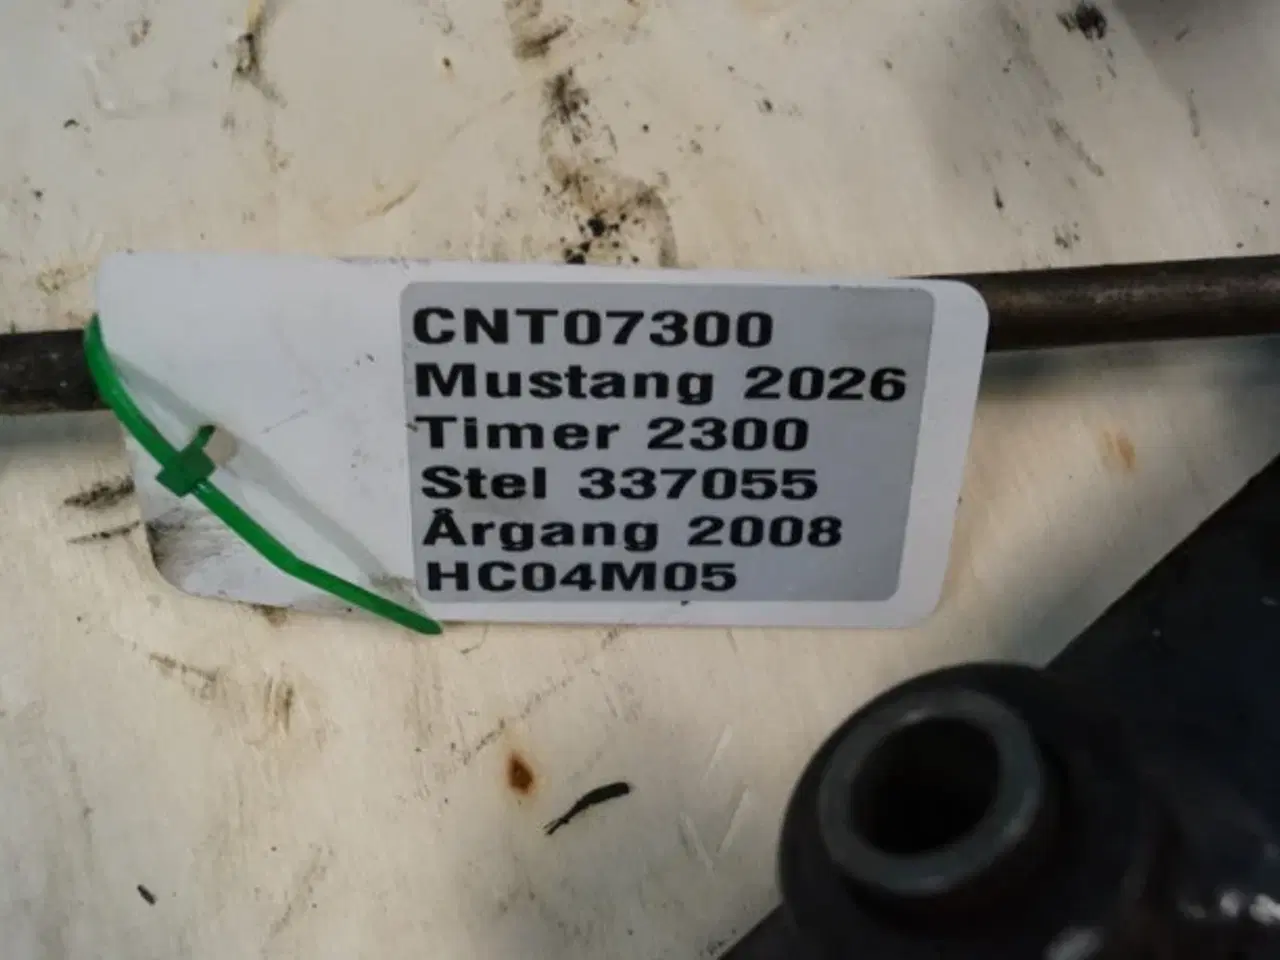 CNT07300
Mustang 2026
Timer 2300
Stel 337055
Årgang 2008
HC04M05